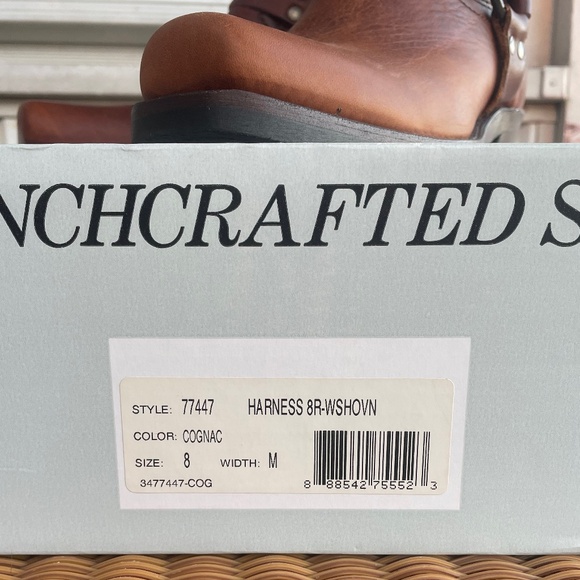 NCHCRAFTED S
STYLE: 77447 HARNESS 8R-WSHOVN
COLOR: COGNAC
SIZE: 8 WIDTH: M
3477447-COG
8 88542 75552 3